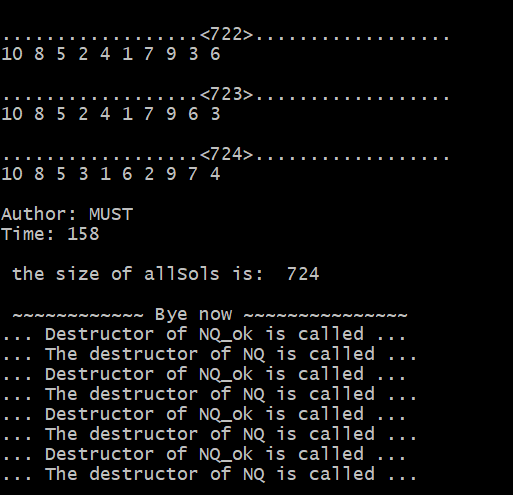 ..................<722>..................
10 8 5 2 4 1 7 9 3 6
..................<723>..................
10 8 5 2 4 1 7 9 6 3
..................<724>..................
10 8 5 3 1 6 2 9 7 4
Author: MUST
Time: 158
the size of allSols is:  724
~~~~~~~~~~~~ Bye now ~~~~~~~~~~~~~~~
... Destructor of NQ_ok is called ...
... The destructor of NQ is called ...
... Destructor of NQ_ok is called ...
... The destructor of NQ is called ...
... Destructor of NQ_ok is called ...
... The destructor of NQ is called ...
... Destructor of NQ_ok is called ...
... The destructor of NQ is called ...